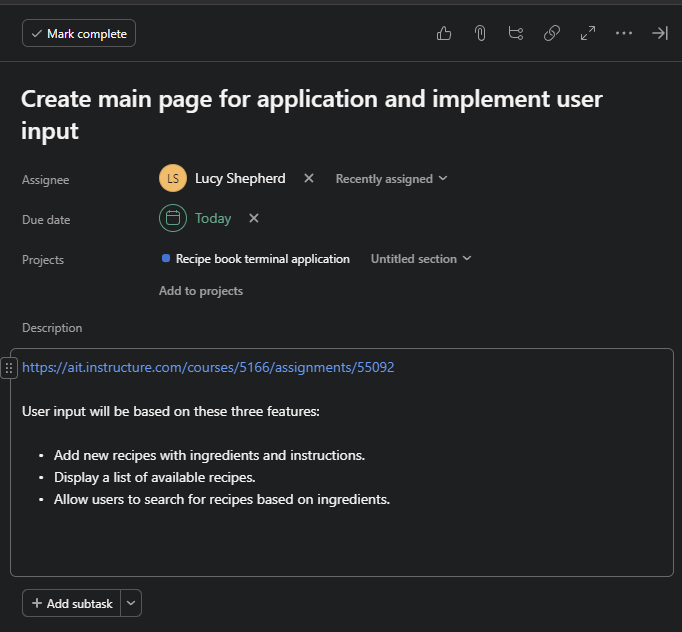 Mark complete
Create main page for application and implement user
input
Assignee
LS Lucy Shepherd Recently assigned
Due date
Today
Projects
Recipe book terminal application Untitled section
Add to projects
Description
https://ait.instructure.com/courses/5166/assignments/55092
User input will be based on these three features:
• Add new recipes with ingredients and instructions.
• Display a list of available recipes.
• Allow users to search for recipes based on ingredients.
+ Add subtask